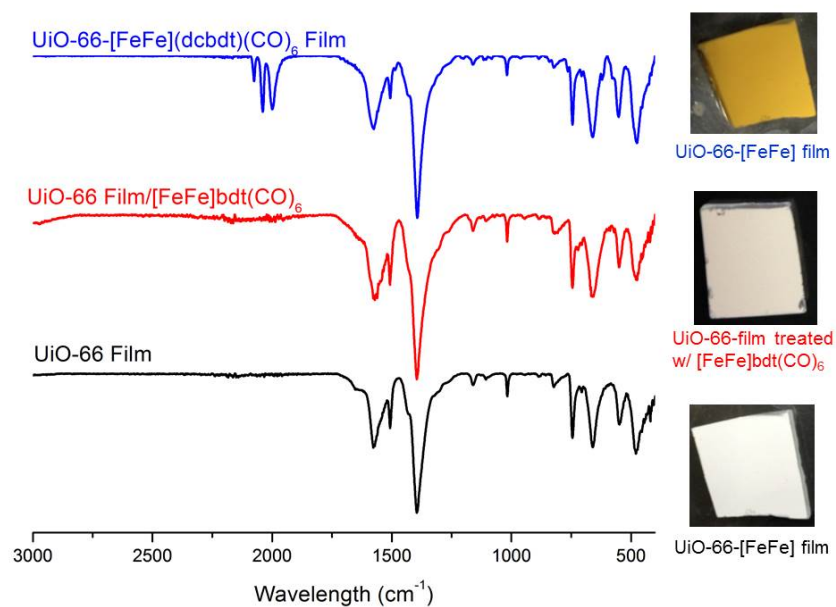 UiO-66-[FeFe](dcbdt)(CO)₆ Film
UiO-66-[FeFe] film
UiO-66 Film/[FeFe]bdt(CO)₆
UiO-66-film treated
w/ [FeFe]bdt(CO)₆
UiO-66 Film
UiO-66-[FeFe] film
3000 2500 2000 1500 1000 500
Wavelength (cm⁻¹)